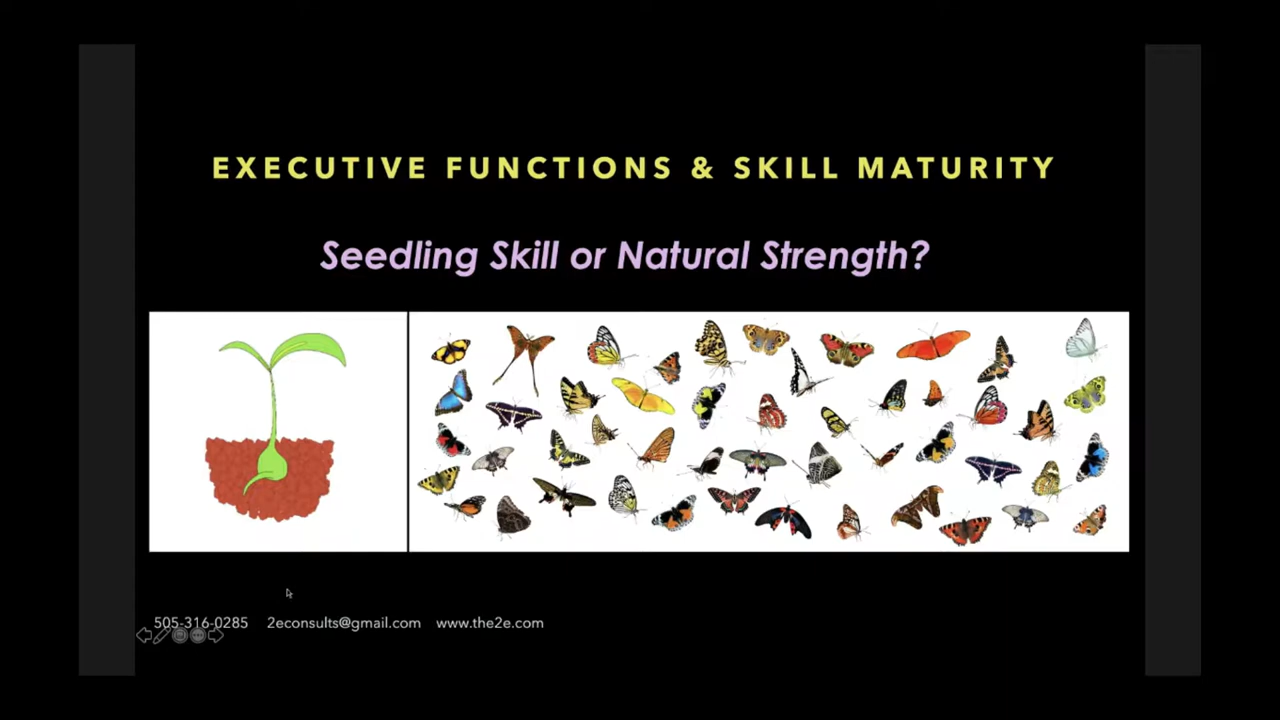 EXECUTIVE FUNCTIONS & SKILL MATURITY
Seedling Skill or Natural Strength?
505-316-0285 2econsults@gmail.com www.the2e.com